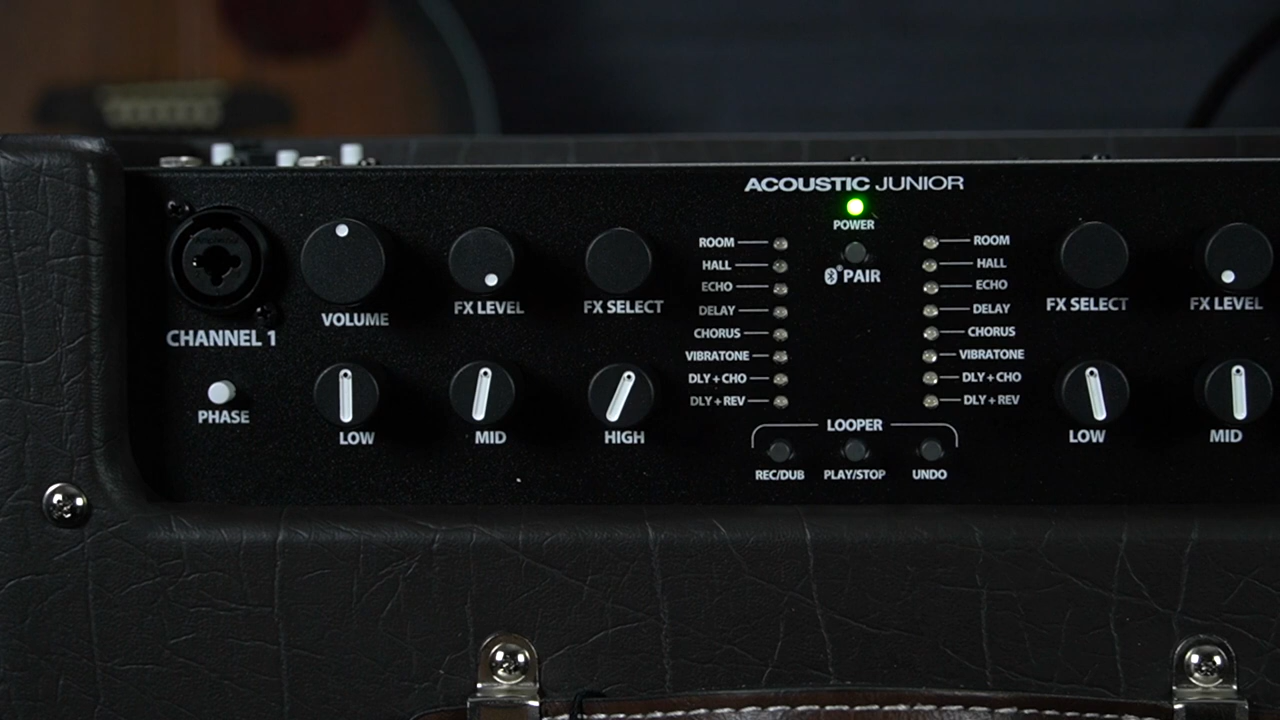 ACOUSTIC JUNIOR
POWER
PAIR
CHANNEL 1
PHASE
VOLUME
FX LEVEL
FX SELECT
LOW
MID
HIGH
ROOM
HALL
ECHO
DELAY
CHORUS
VIBRATONE
DLY + CHO
DLY + REV
LOOPER
REC/DUB
PLAY/STOP
UNDO
ROOM
HALL
ECHO
DELAY
CHORUS
VIBRATONE
DLY + CHO
DLY + REV
FX SELECT
FX LEVEL
LOW
MID